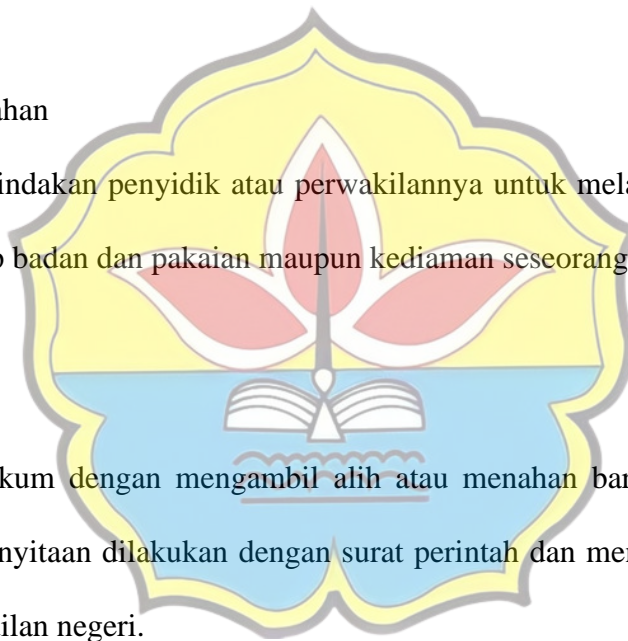 ahan
indakan penyidik atau perwakilannya untuk mela
badan dan pakaian maupun kediaman seseorang
kum dengan mengambil alih atau menahan bar
nyitaan dilakukan dengan surat perintah dan mer
ilan negeri.